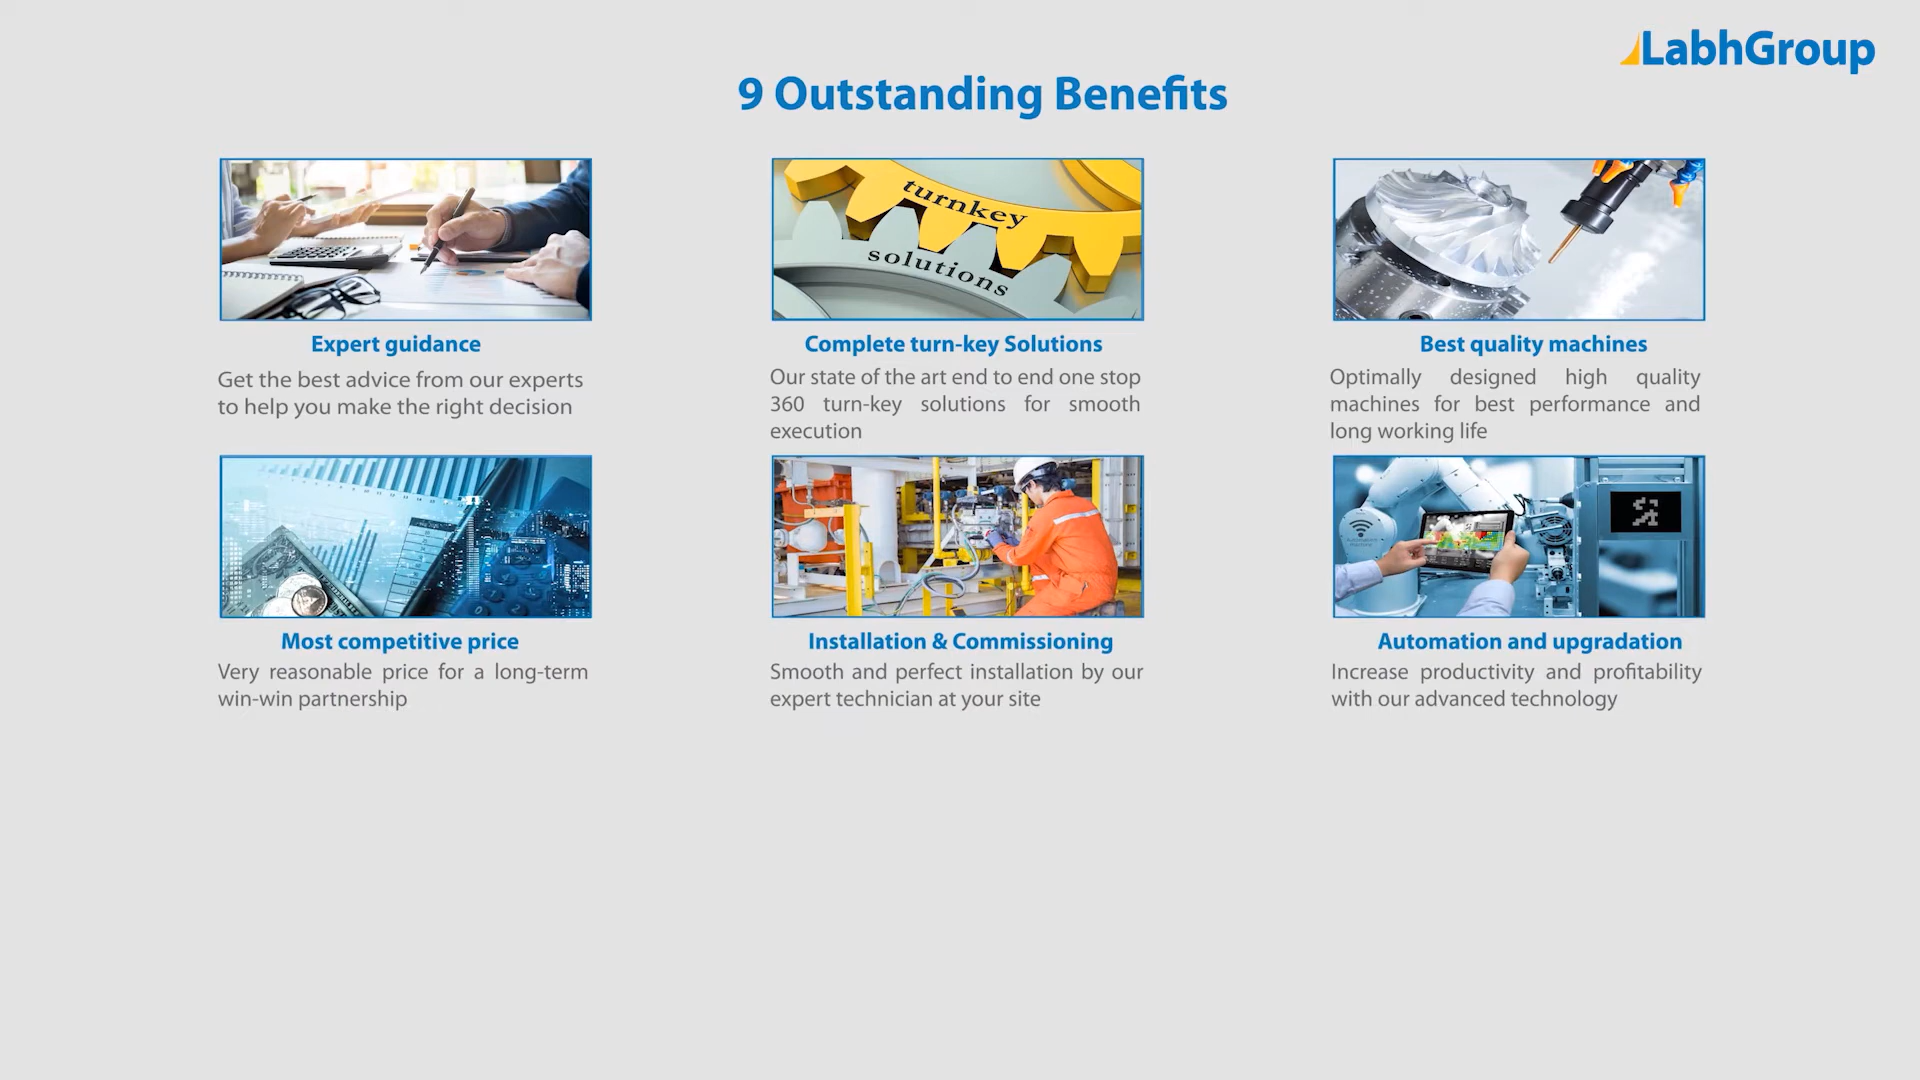 LabhGroup
9 Outstanding Benefits
turnkey
solutions
Expert guidance
Get the best advice from our experts
to help you make the right decision
Complete turn-key Solutions
Our state of the art end to end one stop
360 turn-key solutions for smooth
execution
Best quality machines
Optimally designed high quality
machines for best performance and
long working life
Most competitive price
Very reasonable price for a long-term
win-win partnership
Installation & Commissioning
Smooth and perfect installation by our
expert technician at your site
Automation and upgradation
Increase productivity and profitability
with our advanced technology